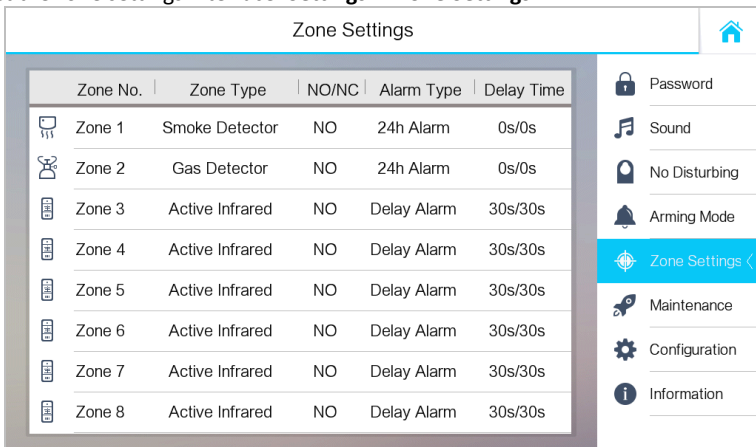 Zone Settings
Zone No. Zone Type NO/NC Alarm Type Delay Time
Zone 1 Smoke Detector NO 24h Alarm 0s/0s
Zone 2 Gas Detector NO 24h Alarm 0s/0s
Zone 3 Active Infrared NO Delay Alarm 30s/30s
Zone 4 Active Infrared NO Delay Alarm 30s/30s
Zone 5 Active Infrared NO Delay Alarm 30s/30s
Zone 6 Active Infrared NO Delay Alarm 30s/30s
Zone 7 Active Infrared NO Delay Alarm 30s/30s
Zone 8 Active Infrared NO Delay Alarm 30s/30s
Password
Sound
No Disturbing
Arming Mode
Zone Settings
Maintenance
Configuration
Information